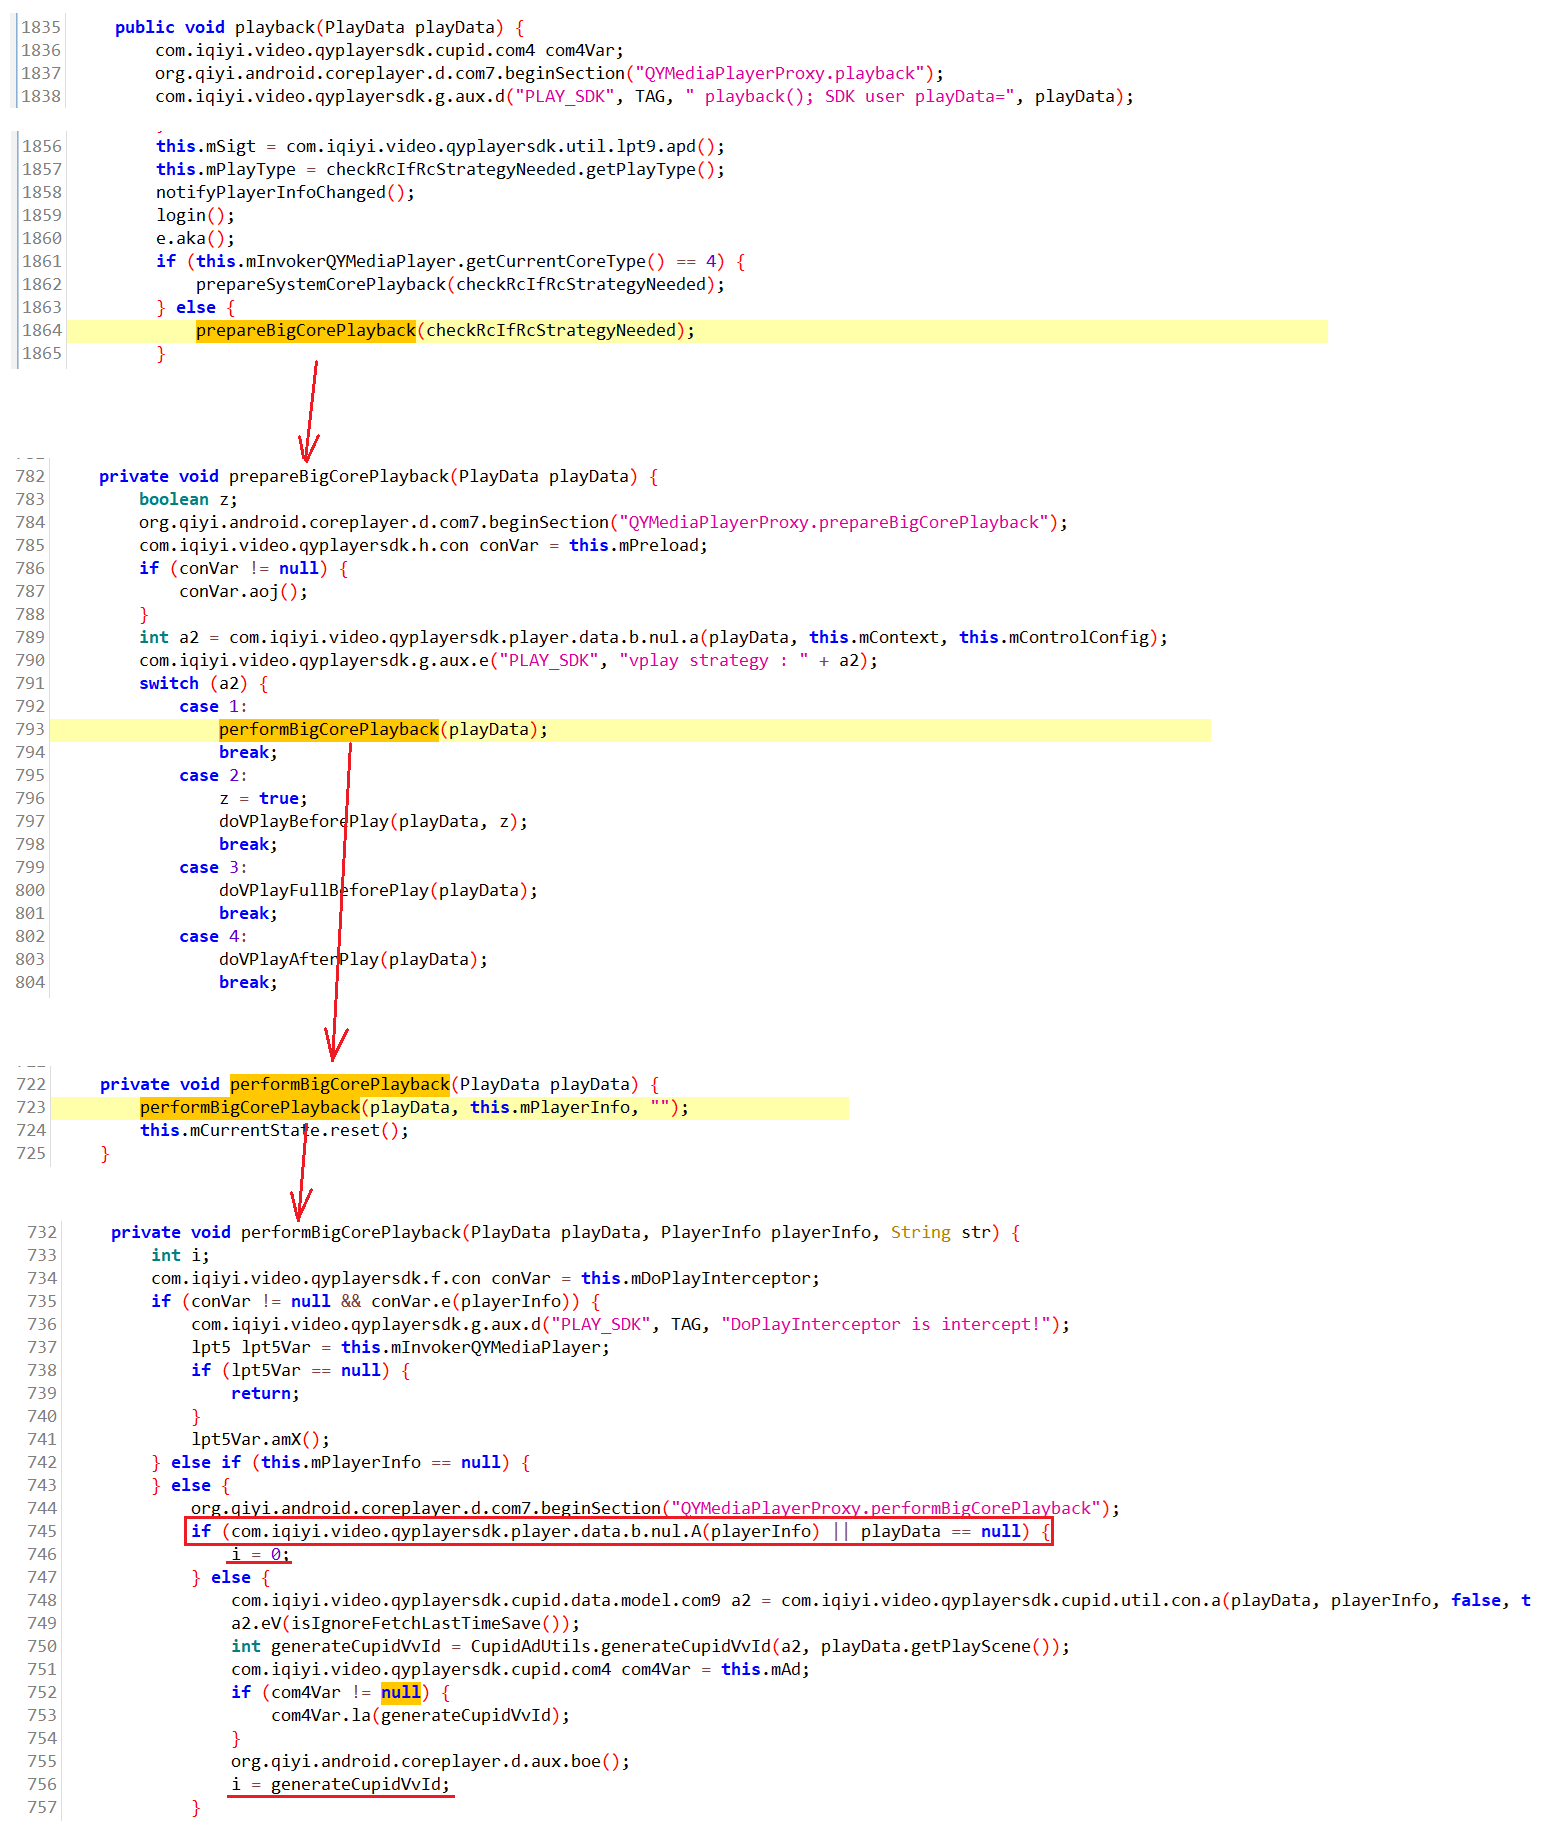 1835 public void playback(PlayData playData) {
1836 com.iqiyi.video.qyplayersdk.cupid.com4 com4Var;
1837 org.qiyi.android.coreplayer.d.com7.beginSection("QYMediaPlayerProxy.playback");
1838 com.iqiyi.video.qyplayersdk.g.aux.d("PLAY_SDK", TAG, " playback(); SDK user playData=", playData);
1856 this.mSigt = com.iqiyi.video.qyplayersdk.util.lpt9.apd();
1857 this.mPlayType = checkRcIfRcStrategyNeeded.getPlayType();
1858 notifyPlayerInfoChanged();
1859 login();
1860 e.aka();
1861 if (this.mInvokerQYMediaPlayer.getCurrentCoreType() == 4) {
1862 prepareSystemCorePlayback(checkRcIfRcStrategyNeeded);
1863 } else {
1864 prepareBigCorePlayback(checkRcIfRcStrategyNeeded);
1865 }
782 private void prepareBigCorePlayback(PlayData playData) {
783 boolean z;
784 org.qiyi.android.coreplayer.d.com7.beginSection("QYMediaPlayerProxy.prepareBigCorePlayback");
785 com.iqiyi.video.qyplayersdk.h.con conVar = this.mPreload;
786 if (conVar != null) {
787 conVar.aoj();
788 }
789 int a2 = com.iqiyi.video.qyplayersdk.player.data.b.nul.a(playData, this.mContext, this.mControlConfig);
790 com.iqiyi.video.qyplayersdk.g.aux.e("PLAY_SDK", "vplay strategy : " + a2);
791 switch (a2) {
792 case 1:
793 performBigCorePlayback(playData);
794 break;
795 case 2:
796 z = true;
797 doVPlayBeforePlay(playData, z);
798 break;
799 case 3:
800 doVPlayFullBeforePlay(playData);
801 break;
802 case 4:
803 doVPlayAfterPlay(playData);
804 break;
722 private void performBigCorePlayback(PlayData playData) {
723 performBigCorePlayback(playData, this.mPlayerInfo, "");
724 this.mCurrentState.reset();
725 }
732 private void performBigCorePlayback(PlayData playData, PlayerInfo playerInfo, String str) {
733 int i;
734 com.iqiyi.video.qyplayersdk.f.con conVar = this.mDoPlayInterceptor;
735 if (conVar != null && conVar.e(playerInfo)) {
736 com.iqiyi.video.qyplayersdk.g.aux.d("PLAY_SDK", TAG, "DoPlayInterceptor is intercept!");
737 lpt5 lpt5Var = this.mInvokerQYMediaPlayer;
738 if (lpt5Var == null) {
739 return;
740 }
741 lpt5Var.amX();
742 } else if (this.mPlayerInfo == null) {
743 } else {
744 org.qiyi.android.coreplayer.d.com7.beginSection("QYMediaPlayerProxy.performBigCorePlayback");
745 if (com.iqiyi.video.qyplayersdk.player.data.b.nul.A(playerInfo) || playData == null) {
746 i = 0;
747 } else {
748 com.iqiyi.video.qyplayersdk.cupid.data.model.com9 a2 = com.iqiyi.video.qyplayersdk.cupid.util.con.a(playData, playerInfo, false, t
749 a2.eV(isIgnoreFetchLastTimeSave());
750 int generateCupidVvId = CupidAdUtils.generateCupidVvId(a2, playData.getPlayScene());
751 com.iqiyi.video.qyplayersdk.cupid.com4 com4Var = this.mAd;
752 if (com4Var != null) {
753 com4Var.la(generateCupidVvId);
754 }
755 org.qiyi.android.coreplayer.d.aux.boe();
756 i = generateCupidVvId;
757 }